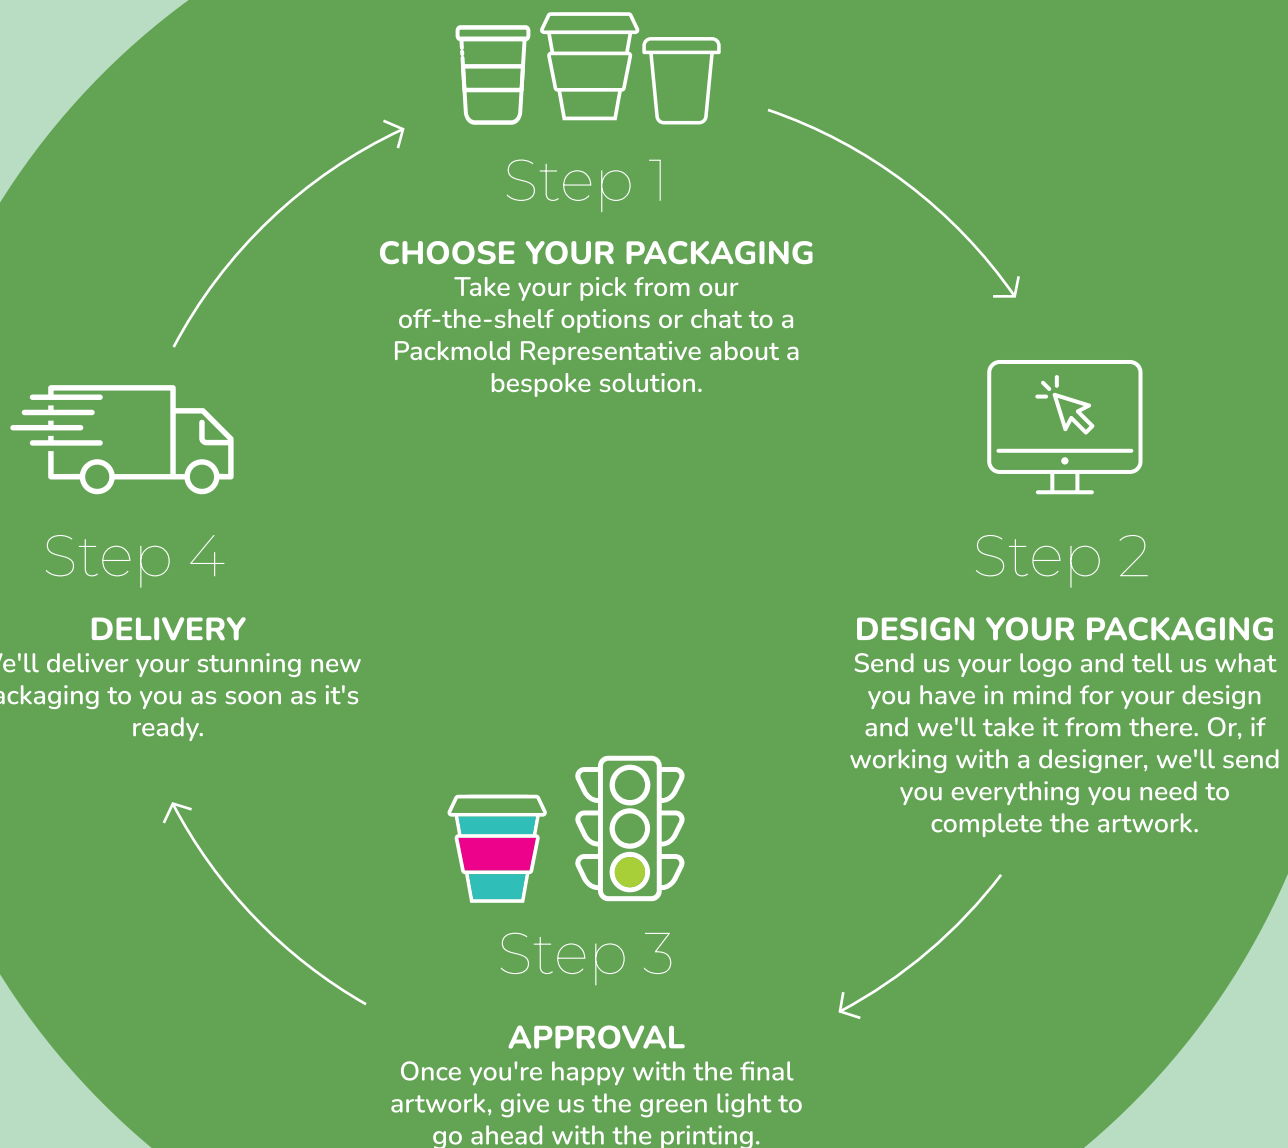 Step 1
CHOOSE YOUR PACKAGING
Take your pick from our
off-the-shelf options or chat to a
Packmold Representative about a
bespoke solution.
Step 2
DESIGN YOUR PACKAGING
Send us your logo and tell us what
you have in mind for your design
and we'll take it from there. Or, if
working with a designer, we'll send
you everything you need to
complete the artwork.
Step 3
APPROVAL
Once you're happy with the final
artwork, give us the green light to
go ahead with the printing.
Step 4
DELIVERY
e'll deliver your stunning new
ackaging to you as soon as it's
ready.